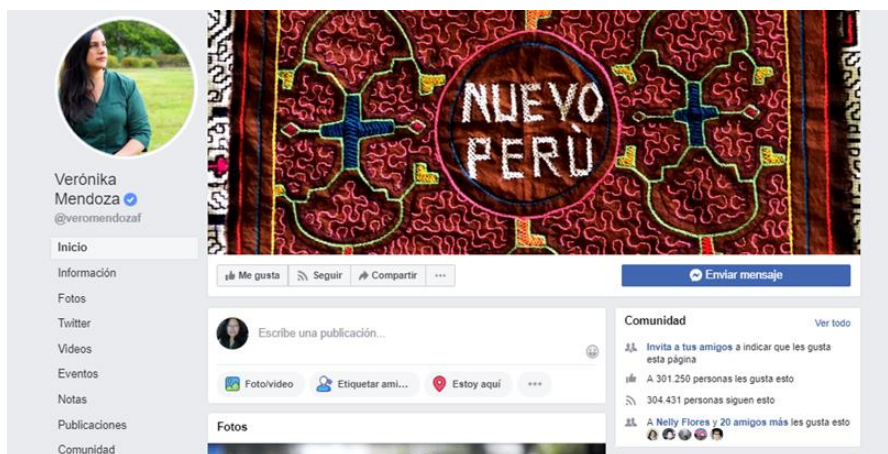 NUEVO
PERÙ
Verónika
Mendoza
@veromendozaf
Inicio
Información
Fotos
Twitter
Videos
Eventos
Notas
Publicaciones
Comunidad
Me gusta
Seguir
Compartir
Enviar mensaje
Escribe una publicación...
Foto/video
Etiquetar ami...
Estoy aquí
Fotos
Comunidad
Ver todo
Invita a tus amigos a indicar que les gusta
esta página
A 301.250 personas les gusta esto
304.431 personas siguen esto
A Nelly Flores y 20 amigos más les gusta esto